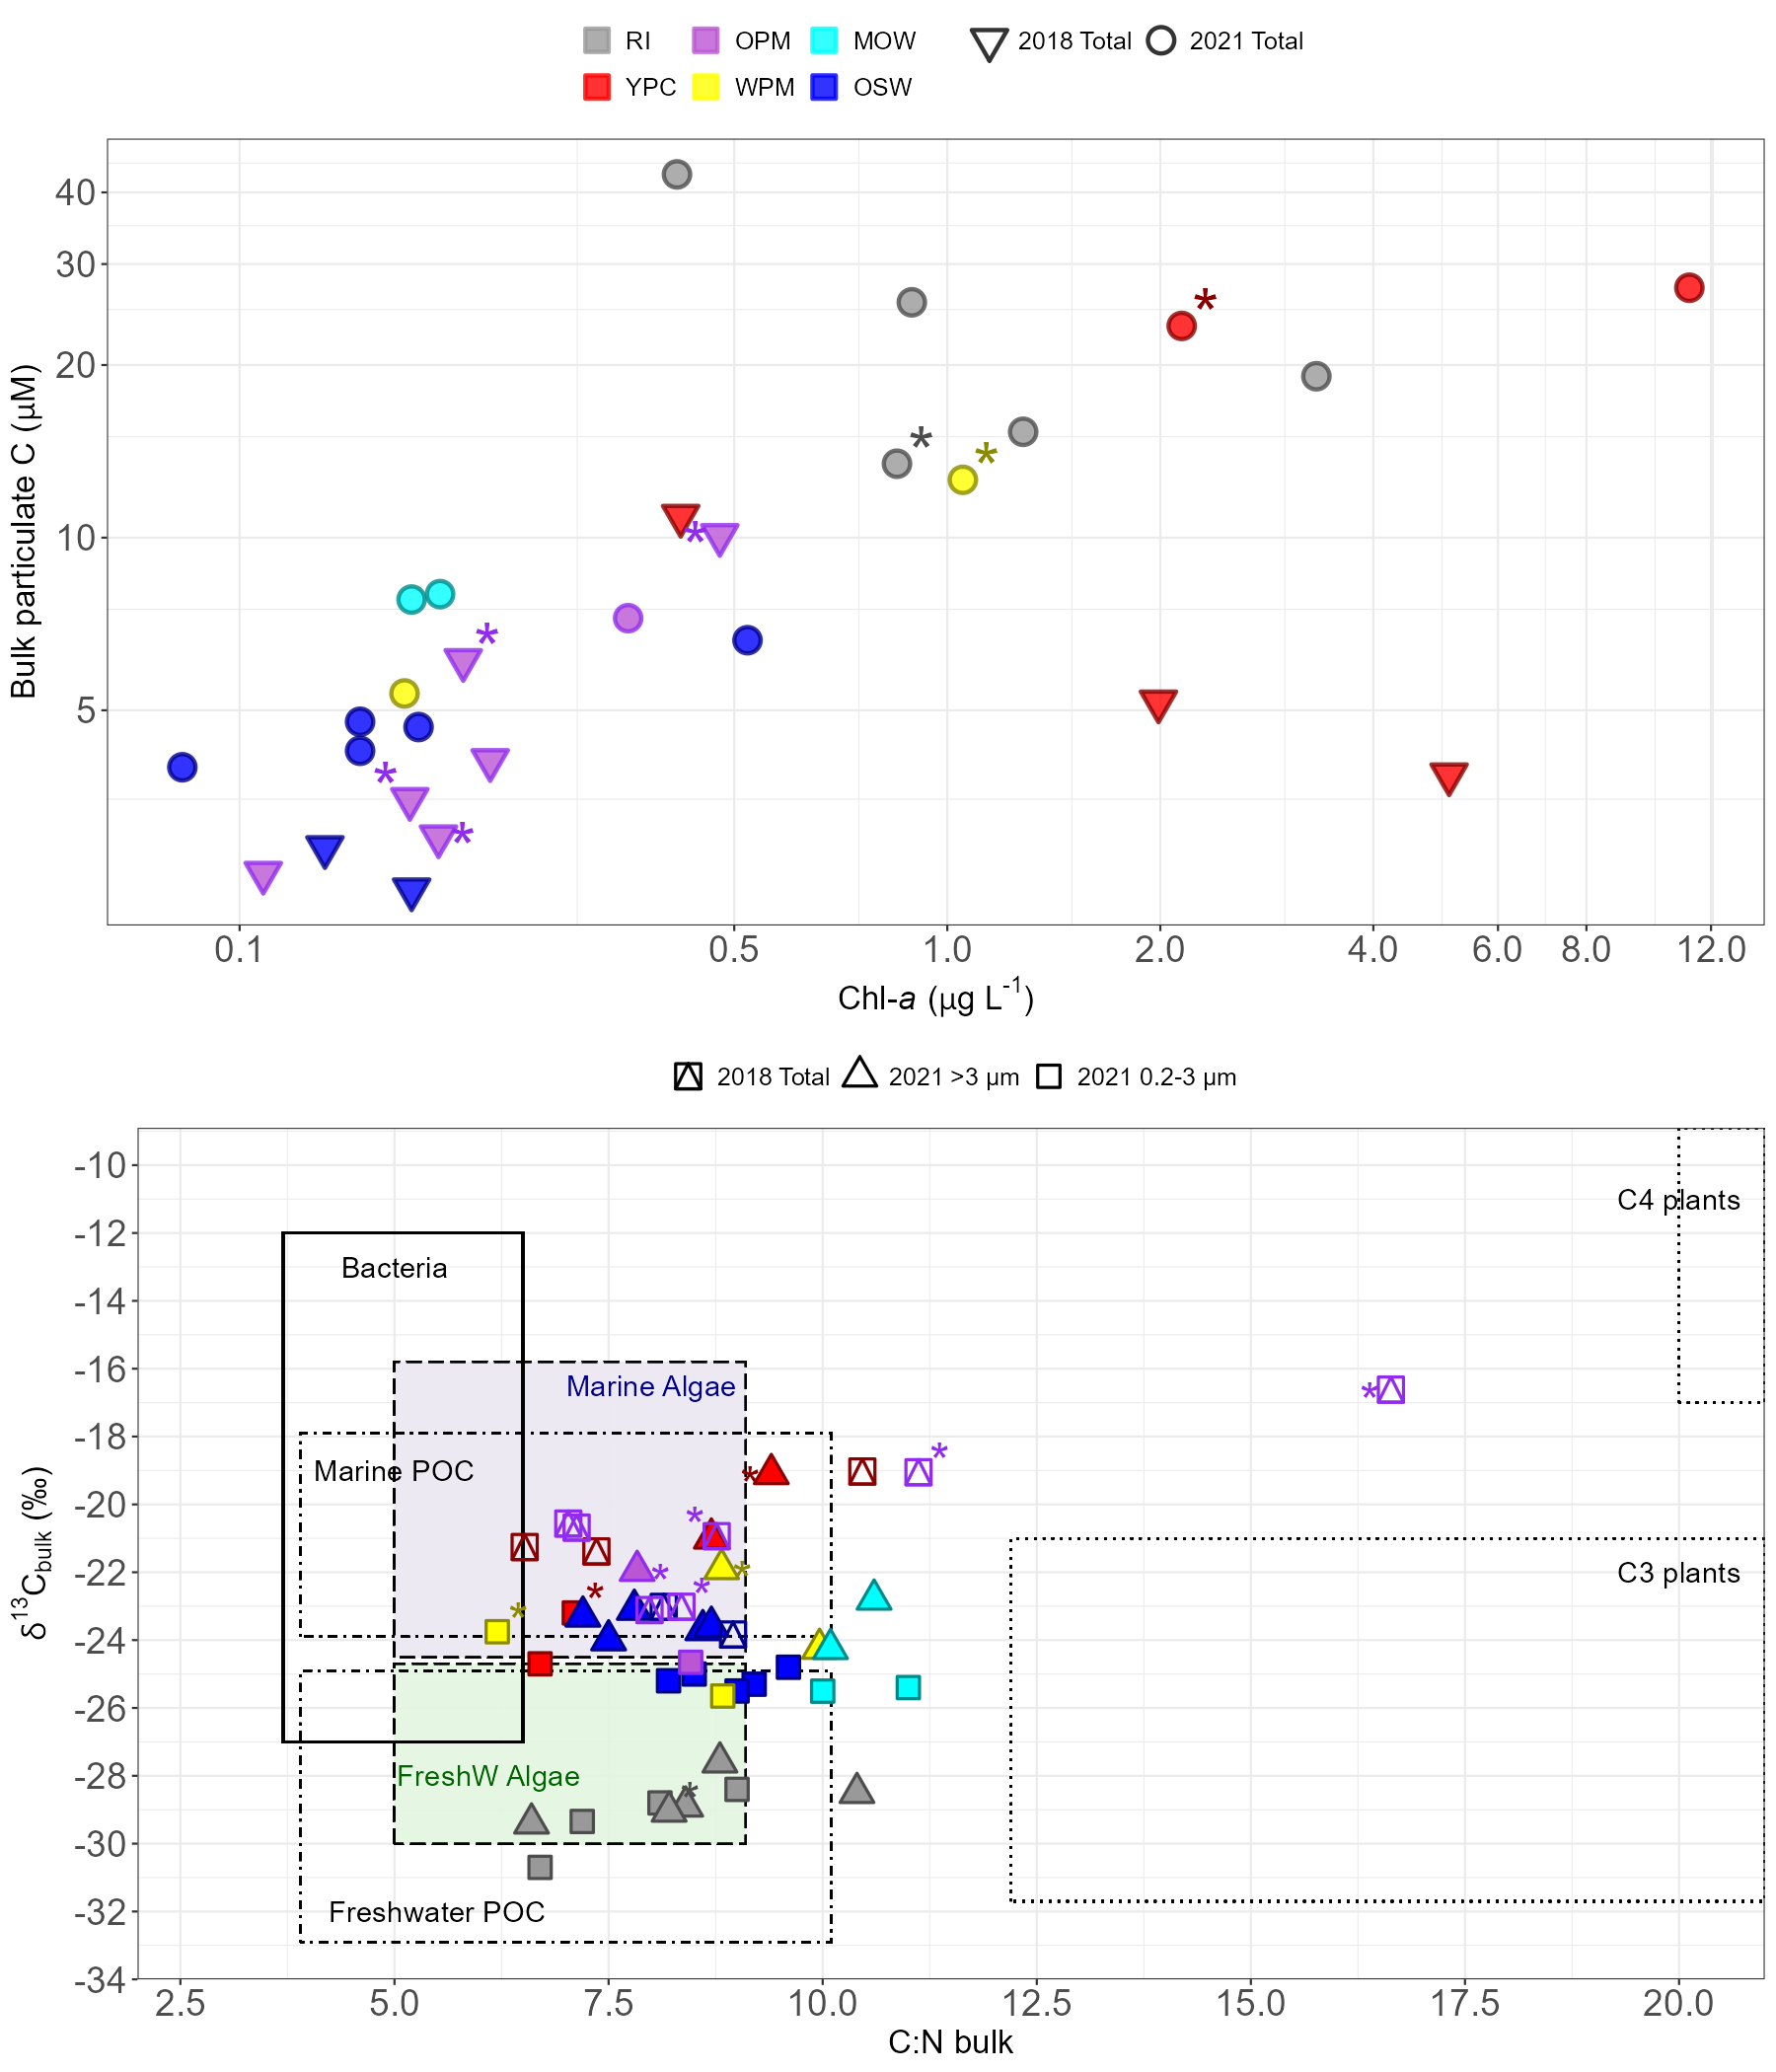 RI OPM MOW 2018 Total 2021 Total
YPC WPM OSW
40
30
20
10
5
Bulk particulate C (µM)
0.1 0.5 1.0 2.0 4.0 6.0 8.0 12.0
Chl-a (µg L-1)
2018 Total 2021 >3 µm 2021 0.2-3 µm
-10
-12
-14
-16
-18
-20
-22
-24
-26
-28
-30
-32
-34
δ13Cbulk (‰)
C4 plants
Bacteria
Marine Algae
Marine POC
C3 plants
FreshW Algae
Freshwater POC
2.5 5.0 7.5 10.0 12.5 15.0 17.5 20.0
C:N bulk